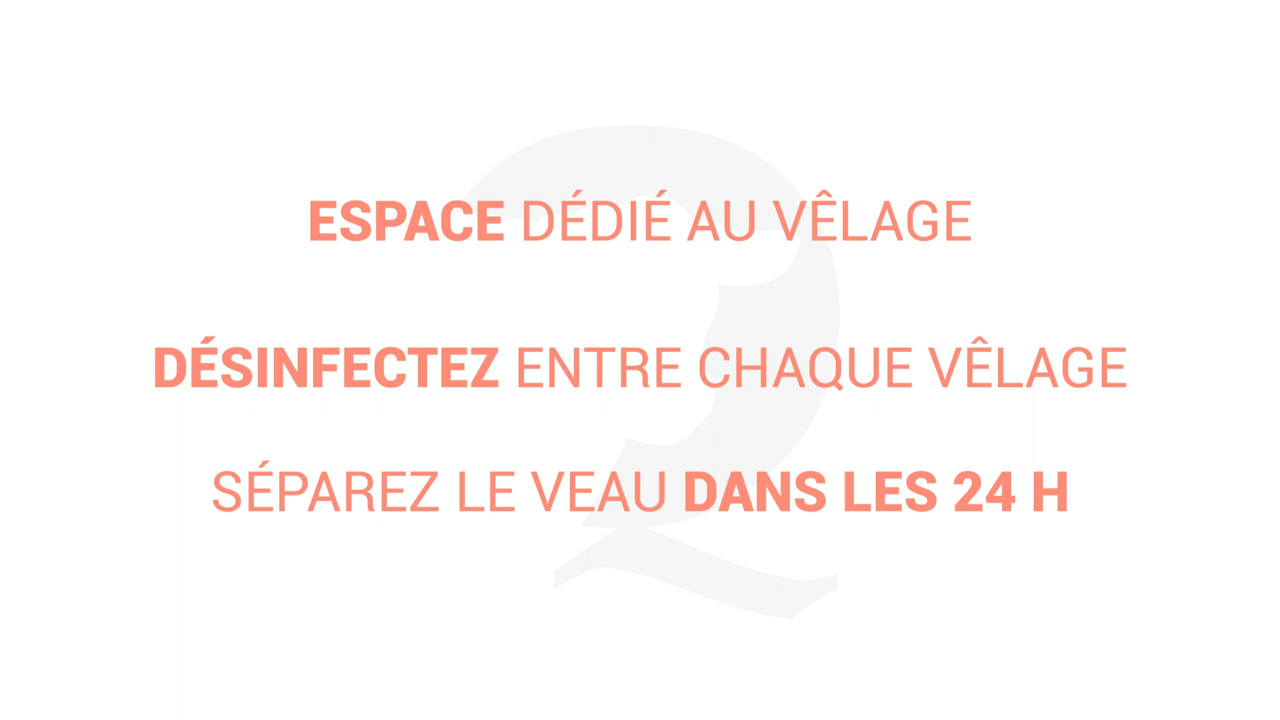 ESPACE DÉDIÉ AU VÊLAGE
DÉSINFECTEZ ENTRE CHAQUE VÊLAGE
SÉPAREZ LE VEAU DANS LES 24 H